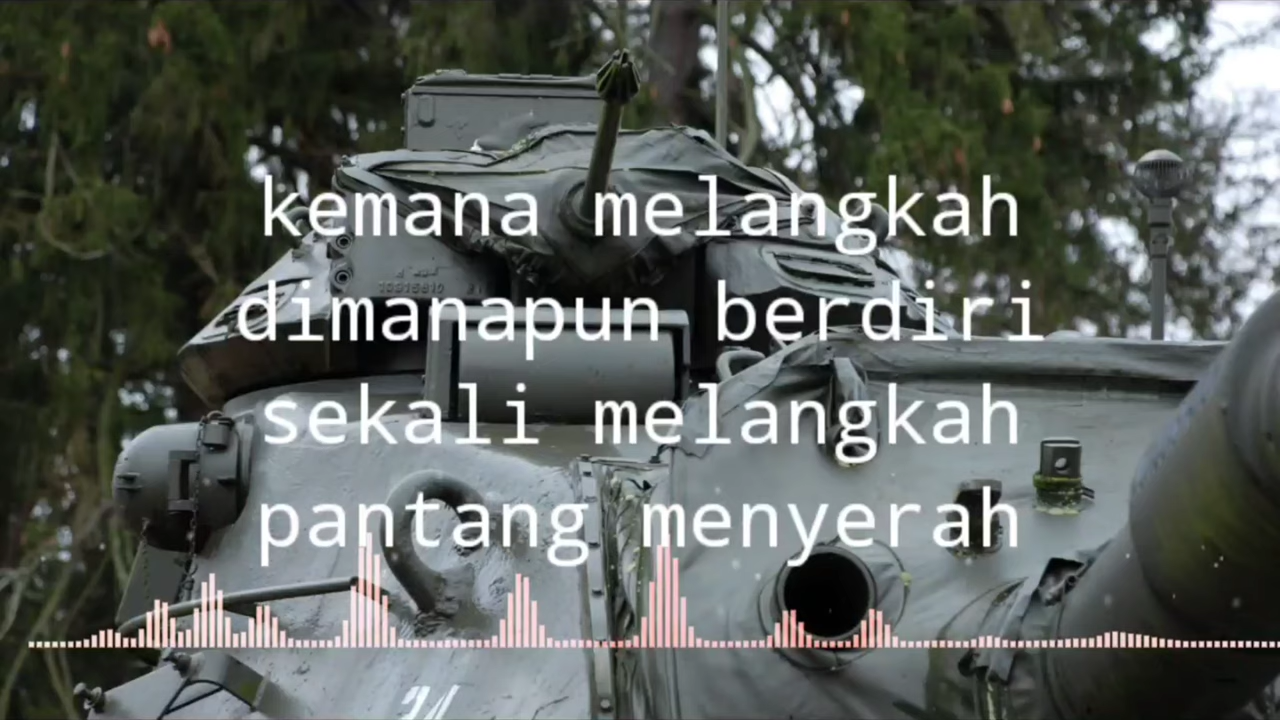 kemana melangkah
dimanapun berdiri
sekali melangkah
pantang menyerah